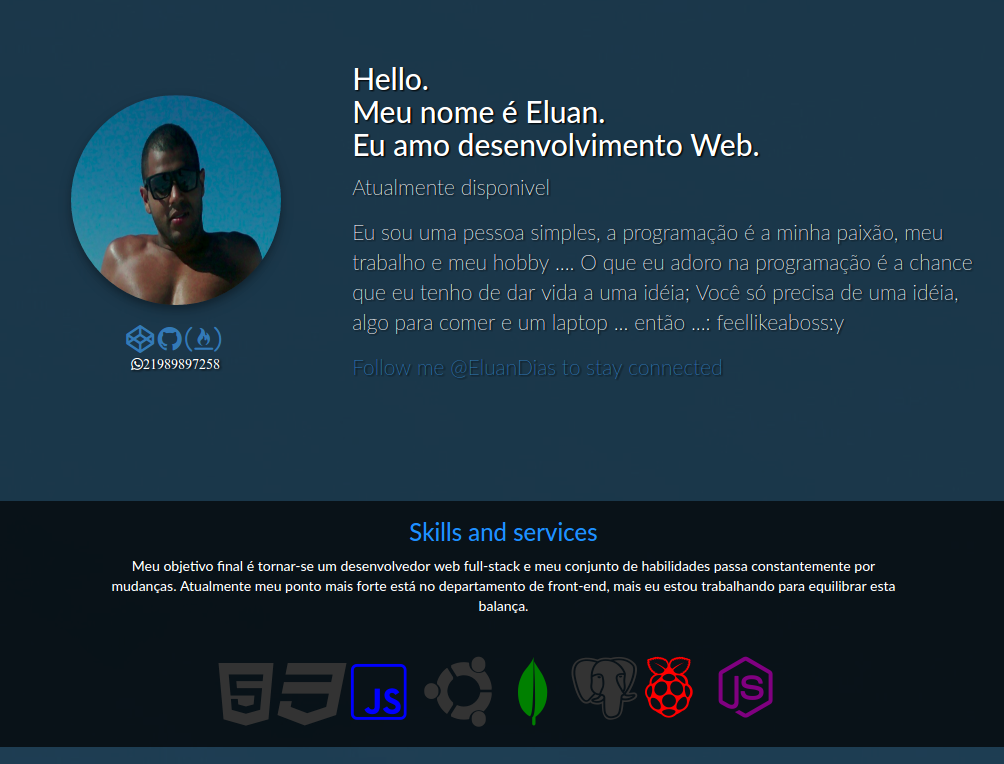 Hello.
Meu nome é Eluan.
Eu amo desenvolvimento Web.
Atualmente disponivel
Eu sou uma pessoa simples, a programação é a minha paixão, meu
trabalho e meu hobby .... O que eu adoro na programação é a chance
que eu tenho de dar vida a uma idéia; Você só precisa de uma idéia,
algo para comer e um laptop ... então ...: feellikeaboss:y
21989897258
Follow me @EluanDias to stay connected
Skills and services
Meu objetivo final é tornar-se um desenvolvedor web full-stack e meu conjunto de habilidades passa constantemente por
mudanças. Atualmente meu ponto mais forte está no departamento de front-end, mais eu estou trabalhando para equilibrar esta
balança.
5 3 JS JS